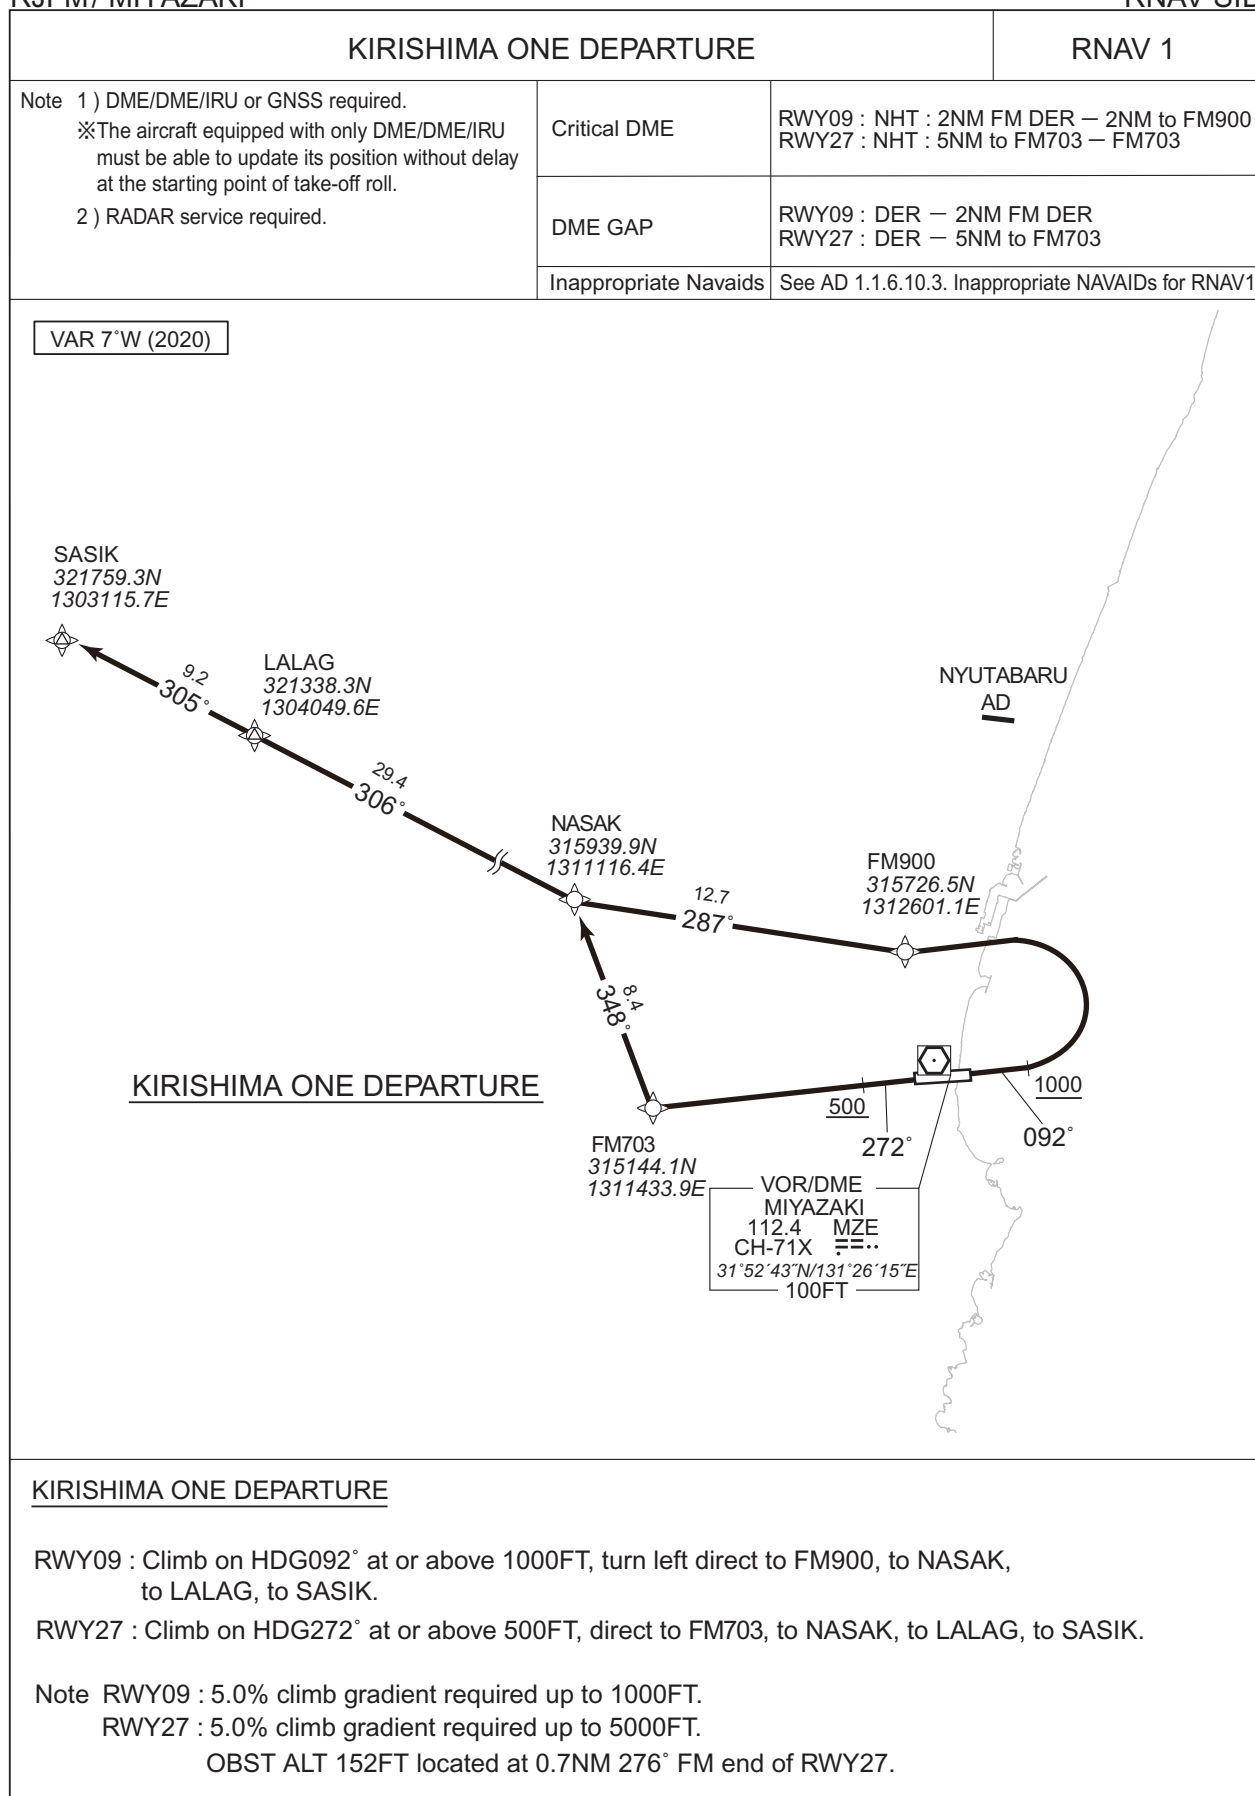 RJFM / MIYAZAKI
RNAV SID
KIRISHIMA ONE DEPARTURE
RNAV 1
Note 1 ) DME/DME/IRU or GNSS required.
※The aircraft equipped with only DME/DME/IRU
must be able to update its position without delay
at the starting point of take-off roll.
2 ) RADAR service required.
Critical DME
RWY09 : NHT : 2NM FM DER － 2NM to FM900
RWY27 : NHT : 5NM to FM703 － FM703
DME GAP
RWY09 : DER － 2NM FM DER
RWY27 : DER － 5NM to FM703
Inappropriate Navaids
See AD 1.1.6.10.3. Inappropriate NAVAIDs for RNAV1
VAR 7˚W (2020)
SASIK
321759.3N
1303115.7E
9.2
305˚
LALAG
321338.3N
1304049.6E
NYUTABARU
AD
29.4
306˚
NASAK
315939.9N
1311116.4E
FM900
315726.5N
1312601.1E
12.7
287˚
8.4
348˚
KIRISHIMA ONE DEPARTURE
500
1000
272˚
092˚
FM703
315144.1N
1311433.9E
VOR/DME
MIYAZAKI
112.4 MZE
CH-71X
31˚52´43˝N/131˚26´15˝E
100FT
KIRISHIMA ONE DEPARTURE
RWY09 : Climb on HDG092˚ at or above 1000FT, turn left direct to FM900, to NASAK,
to LALAG, to SASIK.
RWY27 : Climb on HDG272˚ at or above 500FT, direct to FM703, to NASAK, to LALAG, to SASIK.
Note RWY09 : 5.0% climb gradient required up to 1000FT.
RWY27 : 5.0% climb gradient required up to 5000FT.
OBST ALT 152FT located at 0.7NM 276˚ FM end of RWY27.